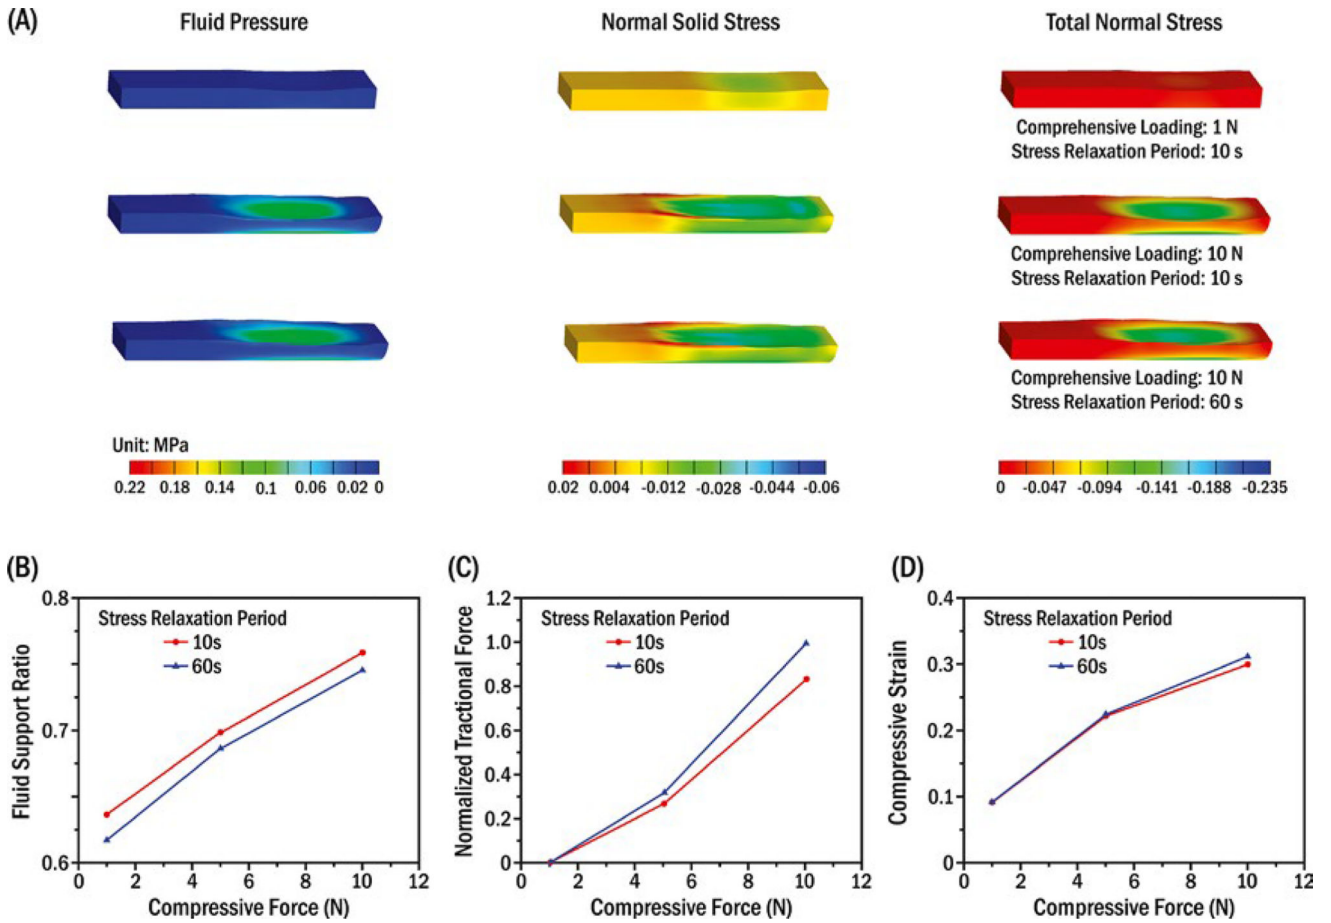 (A)
Fluid Pressure
Normal Solid Stress
Total Normal Stress
Comprehensive Loading: 1 N
Stress Relaxation Period: 10 s
Comprehensive Loading: 10 N
Stress Relaxation Period: 10 s
Comprehensive Loading: 10 N
Stress Relaxation Period: 60 s
Unit: MPa
0.22 0.18 0.14 0.1 0.06 0.02 0
0.02 0.004 -0.012 -0.028 -0.044 -0.06
0 -0.047 -0.094 -0.141 -0.188 -0.235
(B)
Fluid Support Ratio
0.8
0.7
0.6
Stress Relaxation Period
10s
60s
0 2 4 6 8 10 12
Compressive Force (N)
(C)
Normalized Tractional Force
1.2
1.0
0.8
0.6
0.4
0.2
0
Stress Relaxation Period
10s
60s
0 2 4 6 8 10 12
Compressive Force (N)
(D)
Compressive Strain
0.4
0.3
0.2
0.1
0
Stress Relaxation Period
10s
60s
0 2 4 6 8 10 12
Compressive Force (N)